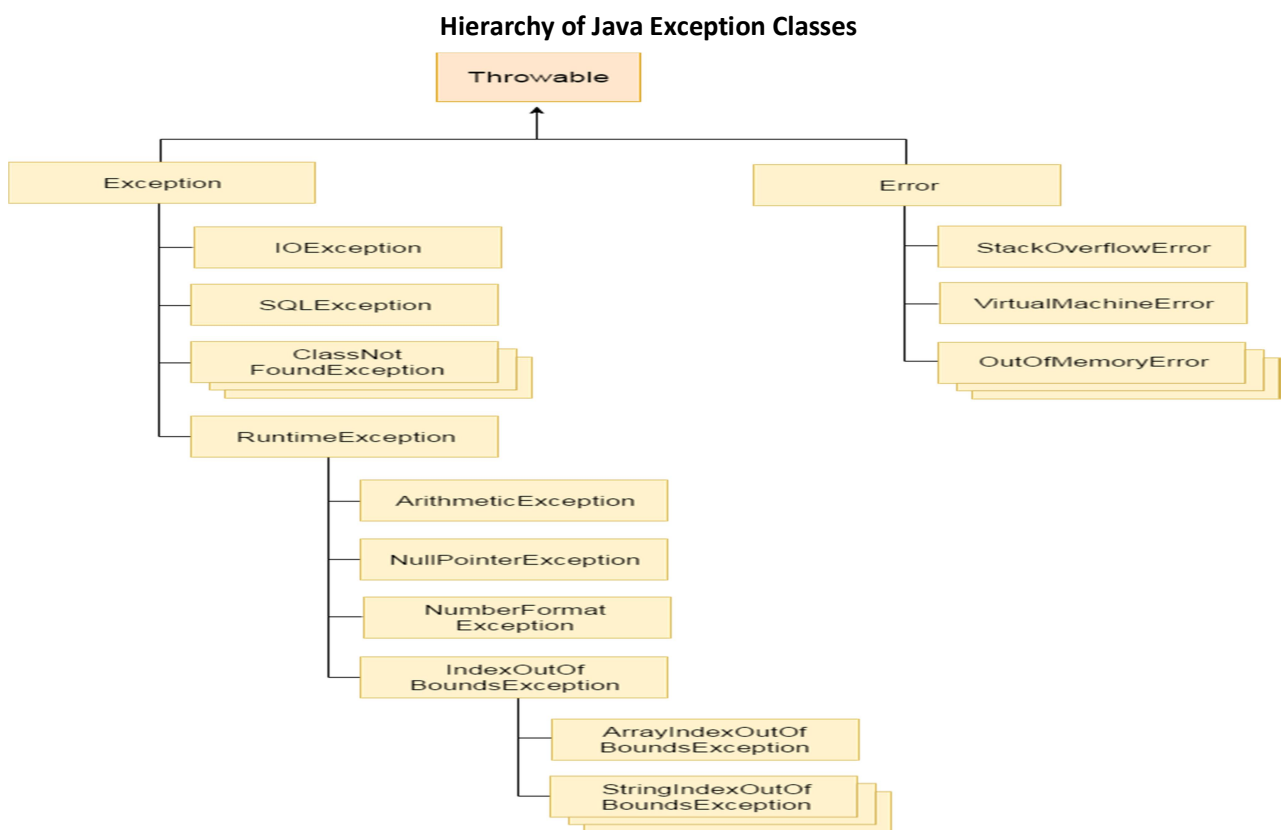 Hierarchy of Java Exception Classes
Throwable
Exception
IOException
SQLException
ClassNot
FoundException
RuntimeException
ArithmeticException
NullPointerException
NumberFormat
Exception
IndexOutOf
BoundsException
ArrayIndexOutOf
BoundsException
StringIndexOutOf
BoundsException
Error
StackOverflowError
VirtualMachineError
OutOfMemoryError